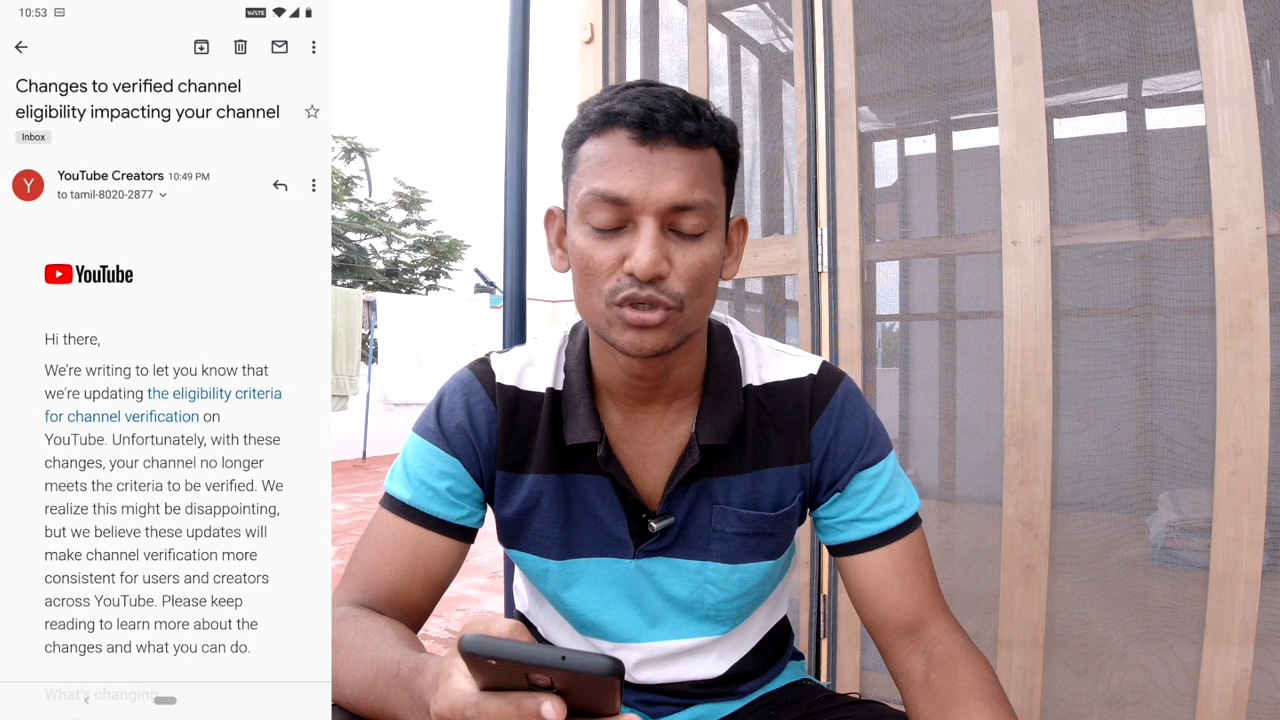 10:53
VoLTE
Changes to verified channel
eligibility impacting your channel
Inbox
Y
YouTube Creators 10:49 PM
to tamil-8020-2877
YouTube
Hi there,
We're writing to let you know that
we're updating the eligibility criteria
for channel verification on
YouTube. Unfortunately, with these
changes, your channel no longer
meets the criteria to be verified. We
realize this might be disappointing,
but we believe these updates will
make channel verification more
consistent for users and creators
across YouTube. Please keep
reading to learn more about the
changes and what you can do.
What's changing